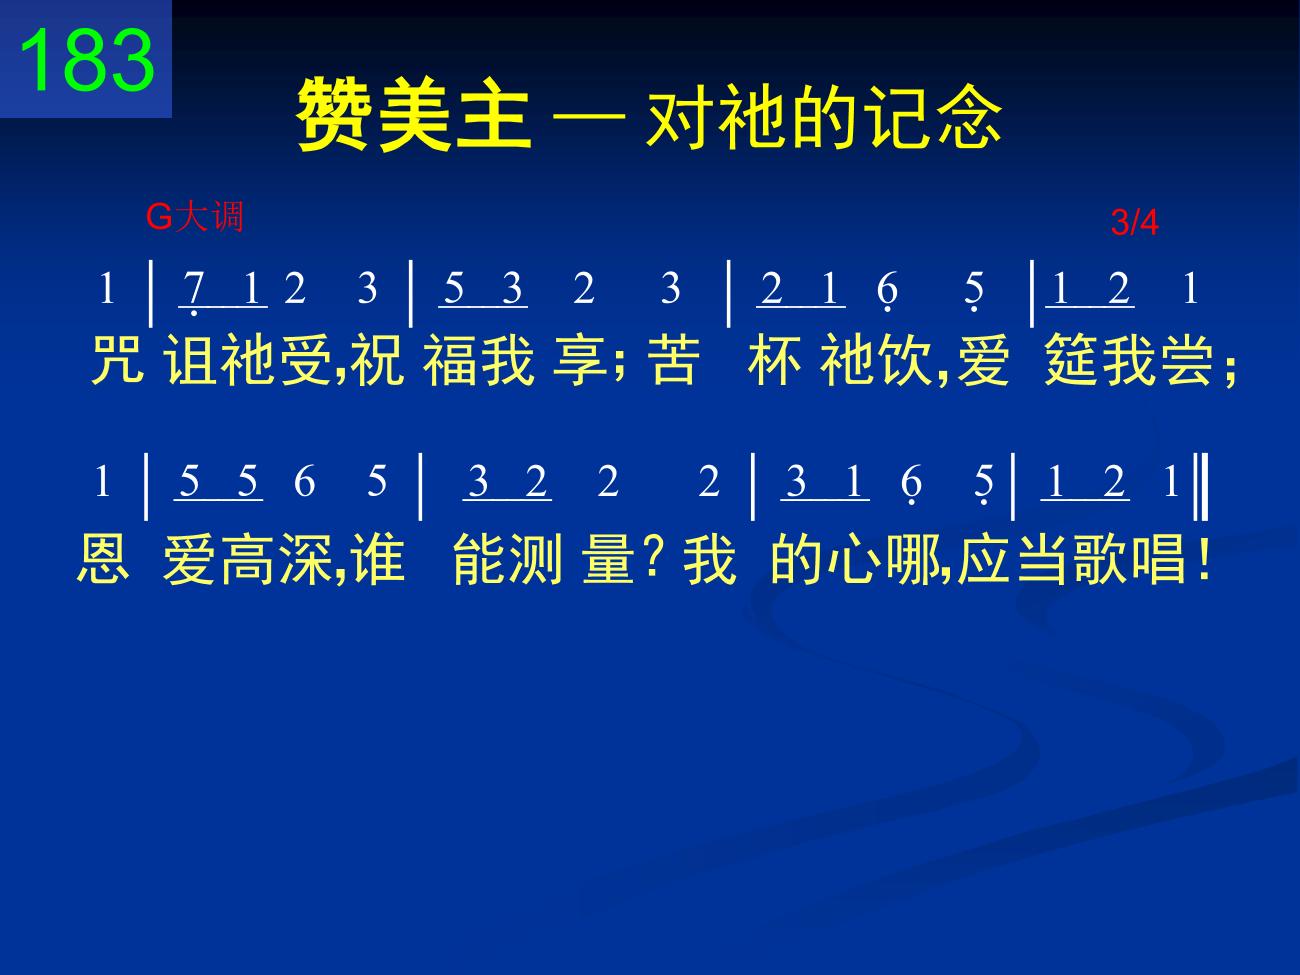 183
赞美主 — 对祂的记念
G大调 3/4
1 | 7̣ 1 2 3 | 5 3 2 3 | 2 1 6̣ 5̣ | 1 2 1
咒 诅祂受,祝 福我 享；苦 杯 祂饮,爱 筵我尝；
1 | 5 5 6 5 | 3 2 2 2 | 3 1 6̣ 5̣ | 1 2 1 ‖
恩 爱高深,谁 能测 量？我 的心哪,应当歌唱！